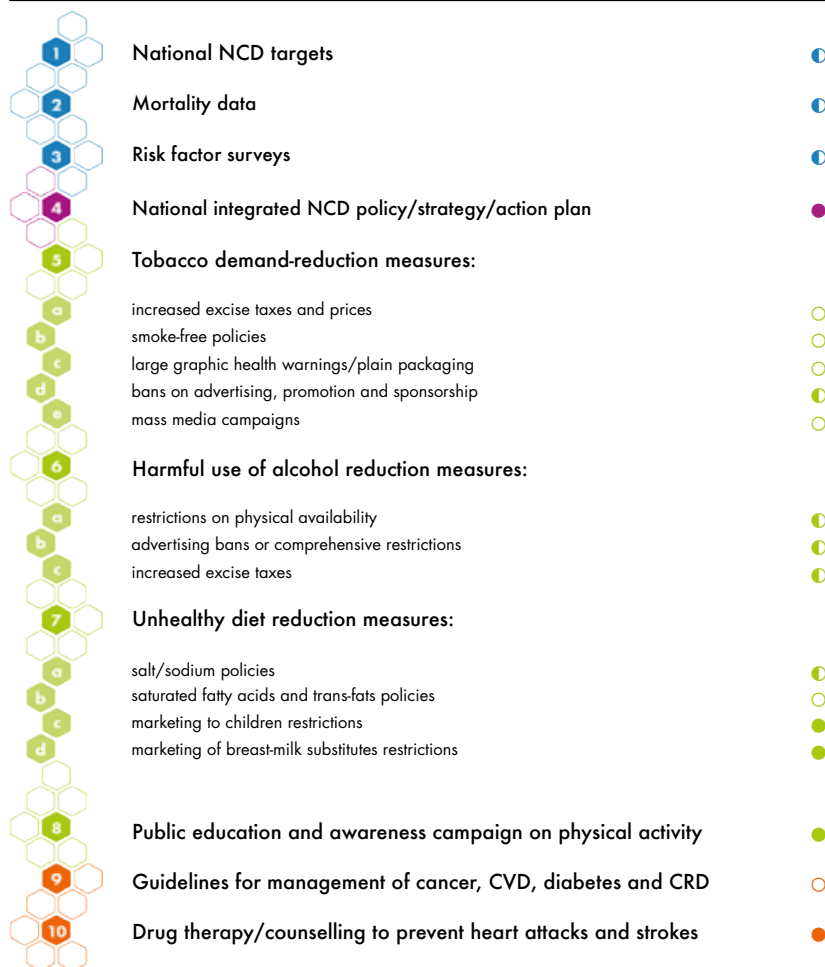 1 National NCD targets
2 Mortality data
3 Risk factor surveys
4 National integrated NCD policy/strategy/action plan
5 Tobacco demand-reduction measures:
a increased excise taxes and prices
b smoke-free policies
c large graphic health warnings/plain packaging
d bans on advertising, promotion and sponsorship
e mass media campaigns
6 Harmful use of alcohol reduction measures:
a restrictions on physical availability
b advertising bans or comprehensive restrictions
c increased excise taxes
7 Unhealthy diet reduction measures:
a salt/sodium policies
b saturated fatty acids and trans-fats policies
c marketing to children restrictions
d marketing of breast-milk substitutes restrictions
8 Public education and awareness campaign on physical activity
9 Guidelines for management of cancer, CVD, diabetes and CRD
10 Drug therapy/counselling to prevent heart attacks and strokes